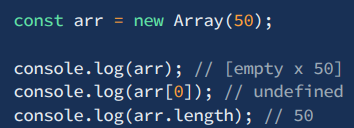 const arr = new Array(50);
console.log(arr); // [empty x 50]
console.log(arr[0]); // undefined
console.log(arr.length); // 50